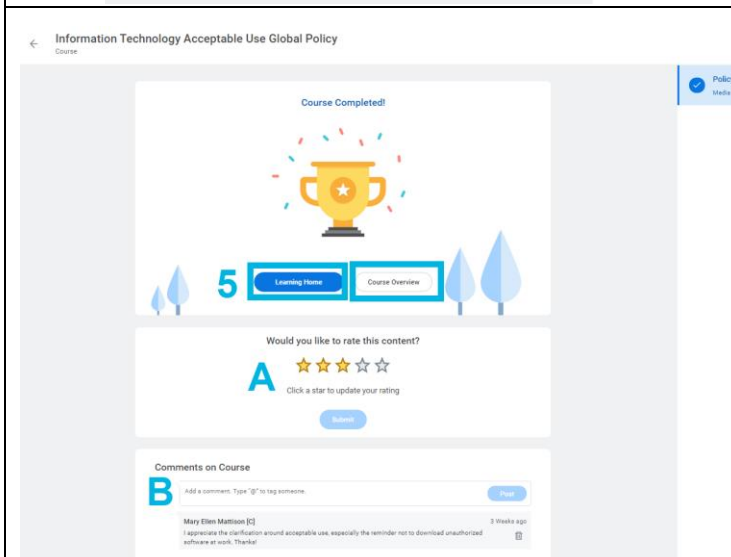 ← Information Technology Acceptable Use Global Policy
Course
Policy
Media
Course Completed!
5 Learning Home Course Overview
Would you like to rate this content?
A
Click a star to update your rating
Submit
Comments on Course
B Add a comment. Type "@" to tag someone. Post
Mary Ellen Mattison [C] 3 Weeks ago
I appreciate the clarification around acceptable use, especially the reminder not to download unauthorized
software at work. Thanks!